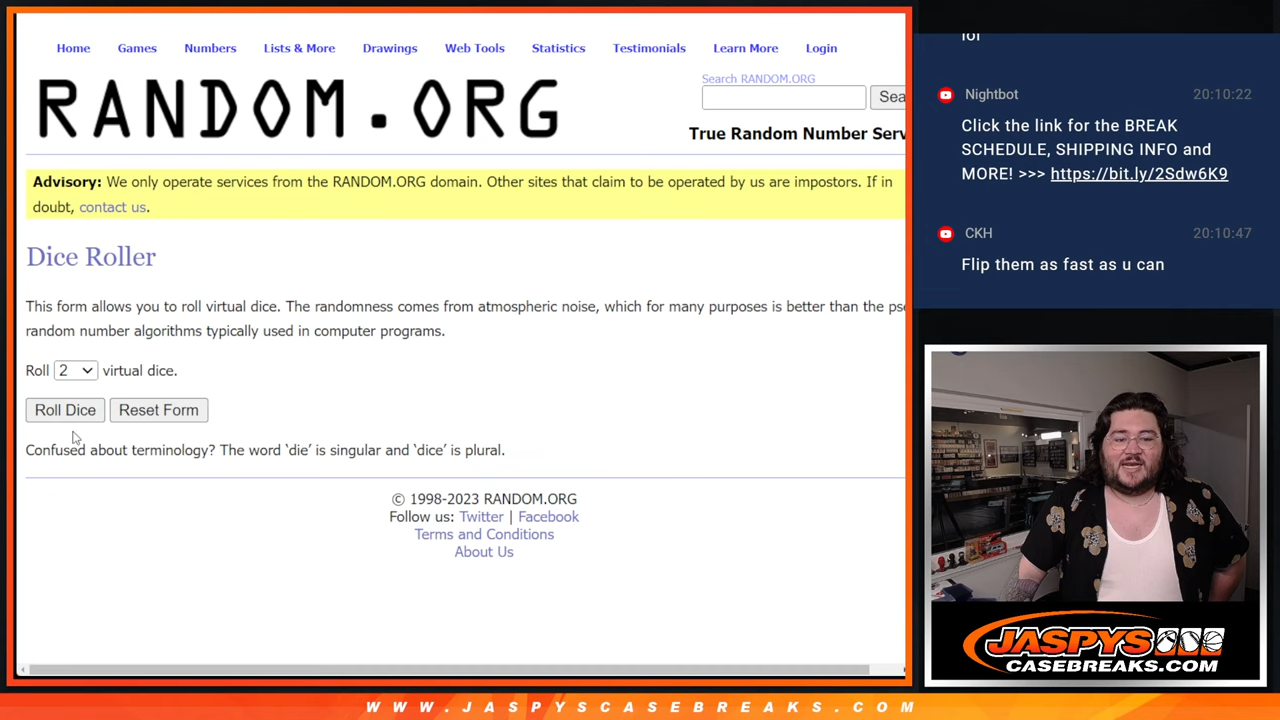 Home Games Numbers Lists & More Drawings Web Tools Statistics Testimonials Learn More Login
RANDOM.ORG
Search RANDOM.ORG
Sea
True Random Number Serv
Advisory: We only operate services from the RANDOM.ORG domain. Other sites that claim to be operated by us are impostors. If in
doubt, contact us.
Dice Roller
This form allows you to roll virtual dice. The randomness comes from atmospheric noise, which for many purposes is better than the pse
random number algorithms typically used in computer programs.
Roll 2 virtual dice.
Roll Dice Reset Form
Confused about terminology? The word ‘die’ is singular and ‘dice’ is plural.
© 1998-2023 RANDOM.ORG
Follow us: Twitter | Facebook
Terms and Conditions
About Us
Nightbot 20:10:22
Click the link for the BREAK
SCHEDULE, SHIPPING INFO and
MORE! >>> https://bit.ly/2Sdw6K9
CKH 20:10:47
Flip them as fast as u can
JASPYS
CASEBREAKS.COM
WWW.JASPYSCASEBREAKS.COM